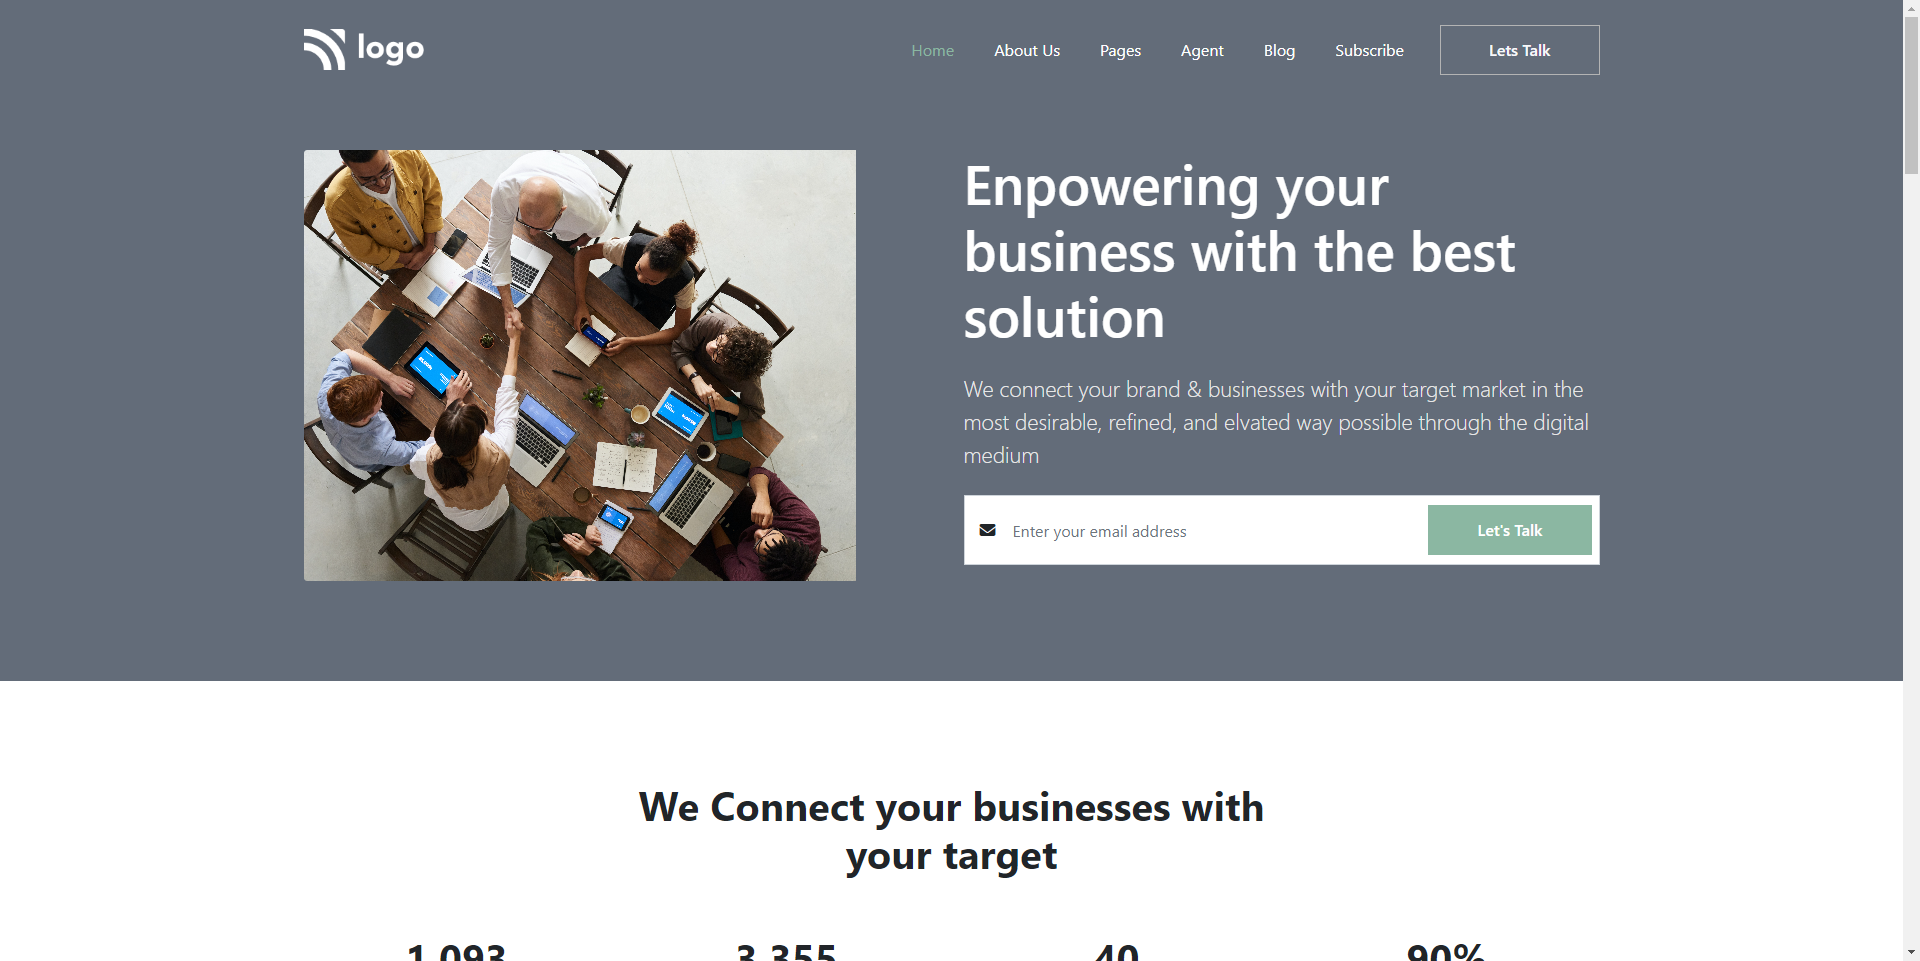 logo
Home About Us Pages Agent Blog Subscribe Lets Talk
Enpowering your
business with the best
solution
We connect your brand & businesses with your target market in the
most desirable, refined, and elvated way possible through the digital
medium
Enter your email address Let's Talk
We Connect your businesses with
your target
1,093 3,355 40 90%